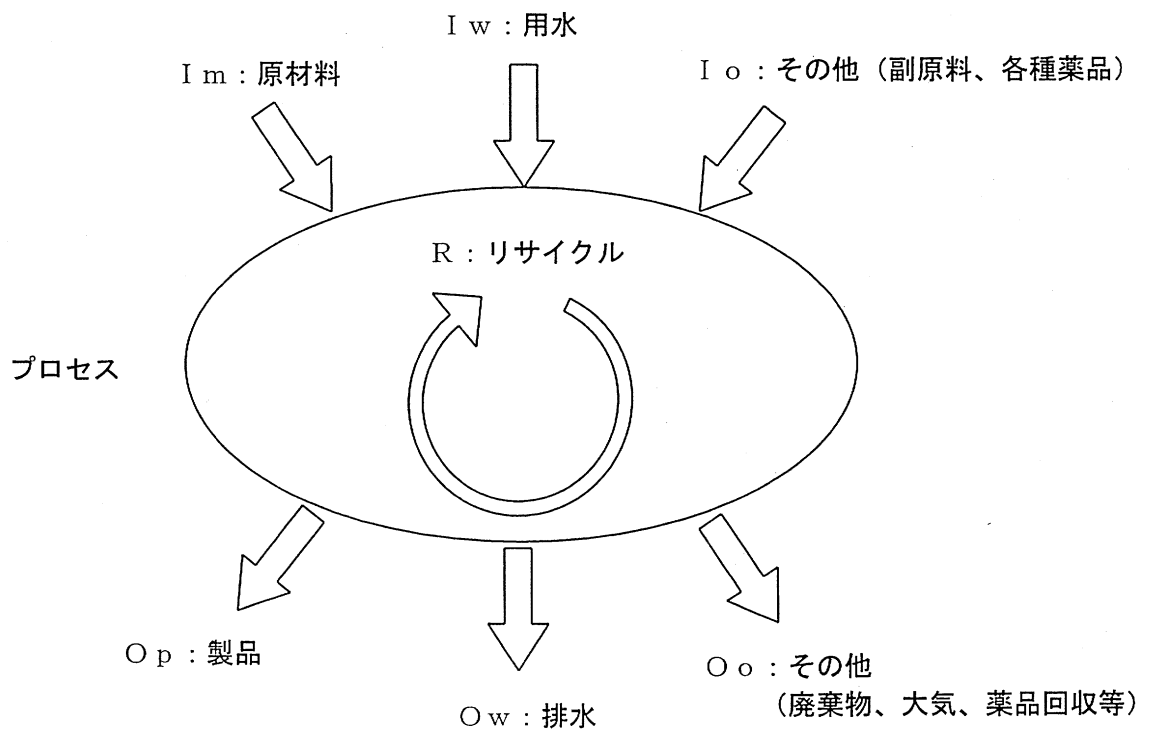 Ｉｗ：用水
Ｉｍ：原材料
Ｉｏ：その他（副原料、各種薬品）
Ｒ：リサイクル
プロセス
Ｏｐ：製品
Ｏｗ：排水
Ｏｏ：その他
（廃棄物、大気、薬品回収等）